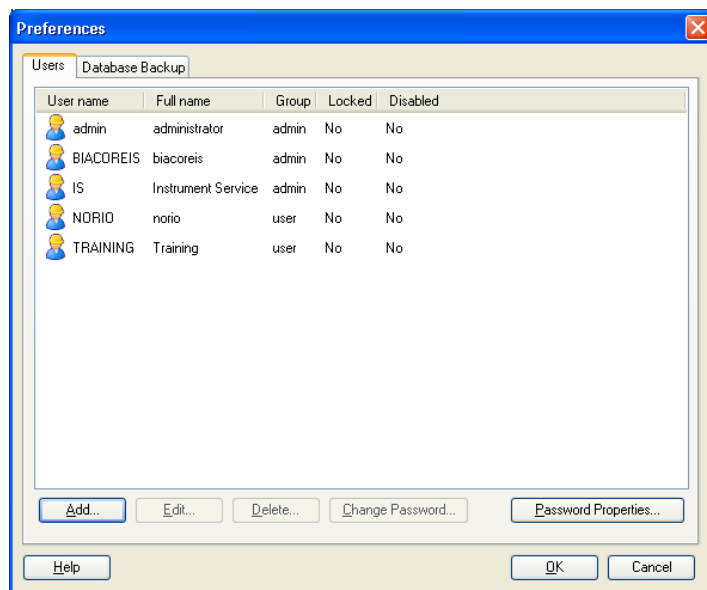 Preferences
Users Database Backup
User name Full name Group Locked Disabled
admin administrator admin No No
BIACOREIS biacoreis admin No No
IS Instrument Service admin No No
NORIO norio user No No
TRAINING Training user No No
Add... Edit... Delete... Change Password... Password Properties...
Help OK Cancel